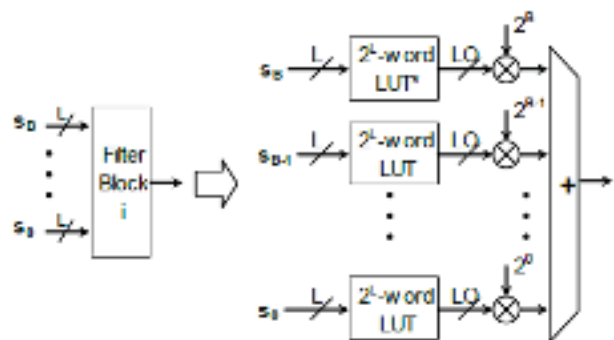 s_B L
Filter
Block
i
s_0 L
s_B L 2^L-word
LUT*
LO 2^B
s_B-1 L 2^L-word
LUT
LO 2^B-1
+
s_0 L 2^L-word
LUT
LO 2^0